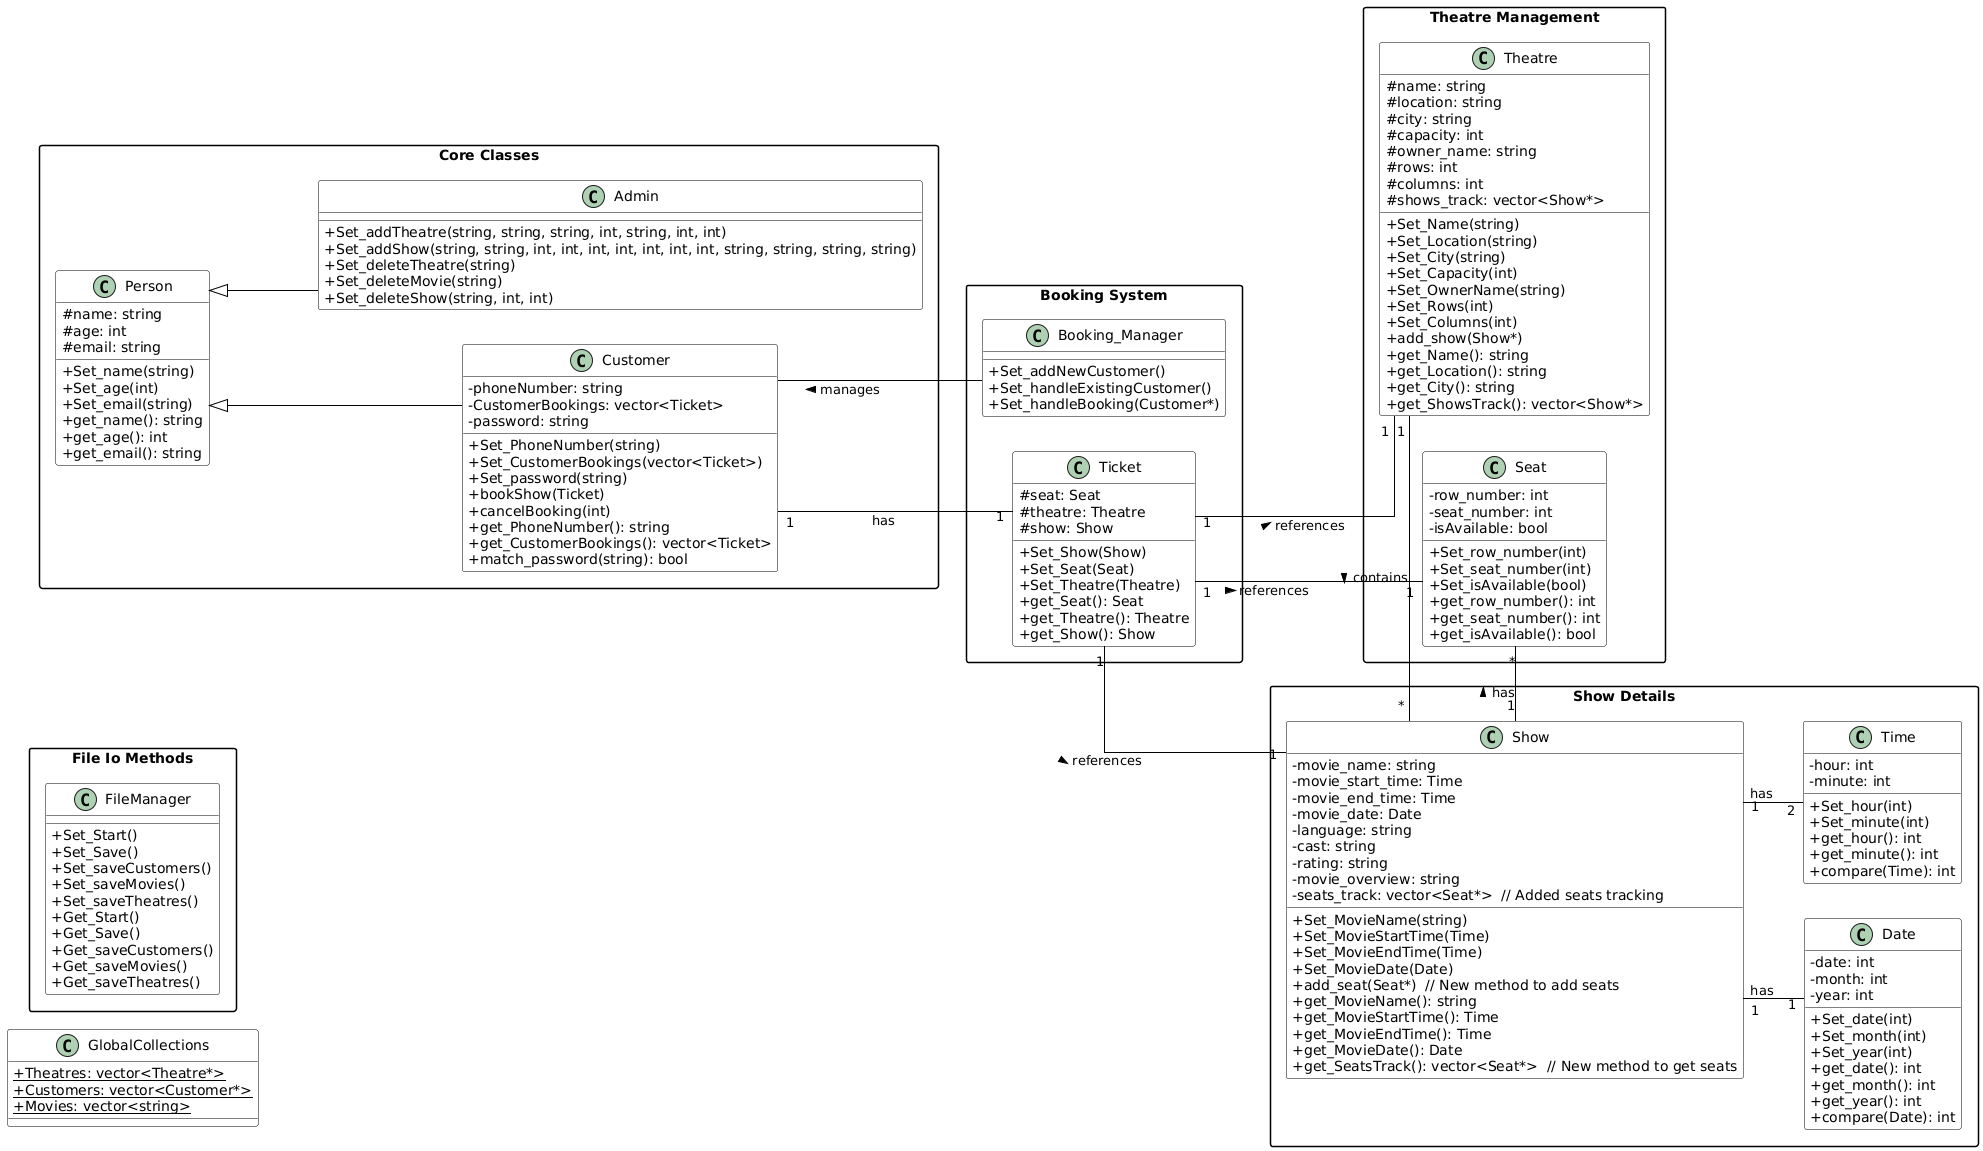 Theatre Management
C Theatre
#name: string
#location: string
#city: string
#capacity: int
#owner_name: string
#rows: int
#columns: int
#shows_track: vector<Show*>
+Set_Name(string)
+Set_Location(string)
+Set_City(string)
+Set_Capacity(int)
+Set_OwnerName(string)
+Set_Rows(int)
+Set_Columns(int)
+add_show(Show*)
+get_Name(): string
+get_Location(): string
+get_City(): string
+get_ShowsTrack(): vector<Show*>
1
1
C Seat
-row_number: int
-seat_number: int
-isAvailable: bool
+Set_row_number(int)
+Set_seat_number(int)
+Set_isAvailable(bool)
+get_row_number(): int
+get_seat_number(): int
+get_isAvailable(): bool
Core Classes
C Admin
+Set_addTheatre(string, string, string, int, string, int, int)
+Set_addShow(string, string, int, int, int, int, int, int, int, string, string, string, string)
+Set_deleteTheatre(string)
+Set_deleteMovie(string)
+Set_deleteShow(string, int, int)
C Person
#name: string
#age: int
#email: string
+Set_name(string)
+Set_age(int)
+Set_email(string)
+get_name(): string
+get_age(): int
+get_email(): string
C Customer
-phoneNumber: string
-CustomerBookings: vector<Ticket>
-password: string
+Set_PhoneNumber(string)
+Set_CustomerBookings(vector<Ticket>)
+Set_password(string)
+bookShow(Ticket)
+cancelBooking(int)
+get_PhoneNumber(): string
+get_CustomerBookings(): vector<Ticket>
+match_password(string): bool
manages
1
has
1
Booking System
C Booking_Manager
+Set_addNewCustomer()
+Set_handleExistingCustomer()
+Set_handleBooking(Customer*)
C Ticket
#seat: Seat
#theatre: Theatre
#show: Show
+Set_Show(Show)
+Set_Seat(Seat)
+Set_Theatre(Theatre)
+get_Seat(): Seat
+get_Theatre(): Theatre
+get_Show(): Show
1
references
contains
1
references
1
1
references
1
*
has
1
*
Show Details
C Show
-movie_name: string
-movie_start_time: Time
-movie_end_time: Time
-movie_date: Date
-language: string
-cast: string
-rating: string
-movie_overview: string
-seats_track: vector<Seat*>  // Added seats tracking
+Set_MovieName(string)
+Set_MovieStartTime(Time)
+Set_MovieEndTime(Time)
+Set_MovieDate(Date)
+add_seat(Seat*)  // New method to add seats
+get_MovieName(): string
+get_MovieStartTime(): Time
+get_MovieEndTime(): Time
+get_MovieDate(): Date
+get_SeatsTrack(): vector<Seat*>  // New method to get seats
has
1
2
C Time
-hour: int
-minute: int
+Set_hour(int)
+Set_minute(int)
+get_hour(): int
+get_minute(): int
+compare(Time): int
has
1
1
C Date
-date: int
-month: int
-year: int
+Set_date(int)
+Set_month(int)
+Set_year(int)
+get_date(): int
+get_month(): int
+get_year(): int
+compare(Date): int
File Io Methods
C FileManager
+Set_Start()
+Set_Save()
+Set_saveCustomers()
+Set_saveMovies()
+Set_saveTheatres()
+Get_Start()
+Get_Save()
+Get_saveCustomers()
+Get_saveMovies()
+Get_saveTheatres()
C GlobalCollections
+Theatres: vector<Theatre*>
+Customers: vector<Customer*>
+Movies: vector<string>